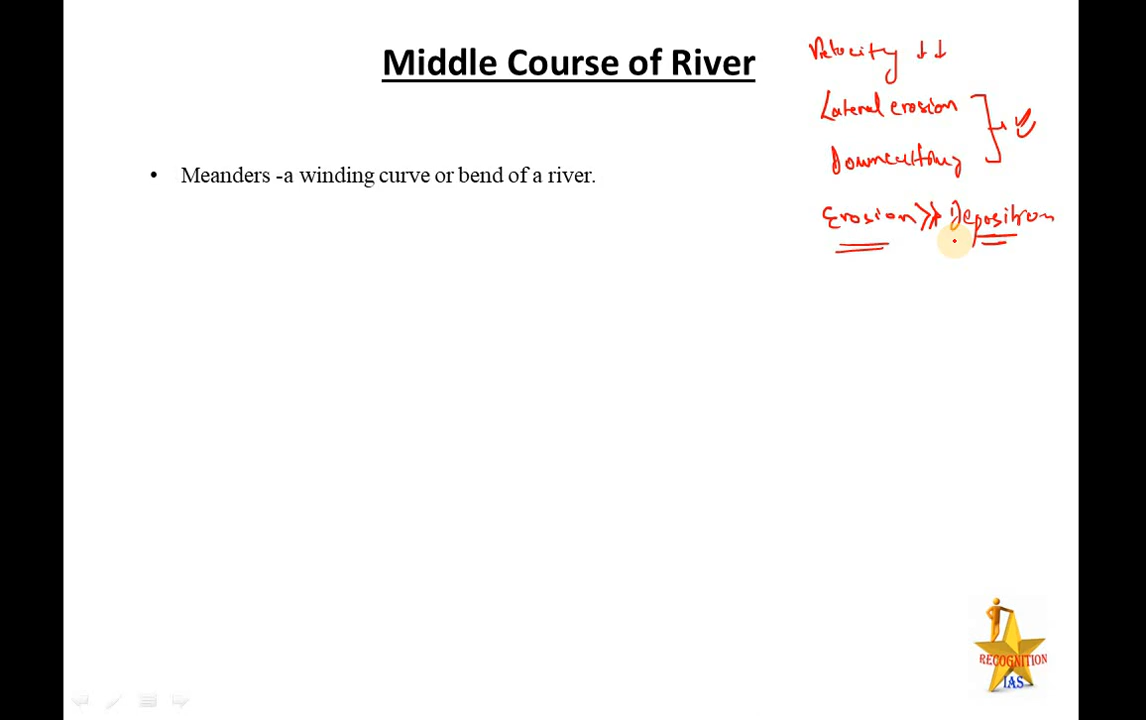 Middle Course of River
Velocity ↓↓
Lateral erosion
Downcutting
• Meanders -a winding curve or bend of a river.
Erosion >> Deposition
RECOGNITION
IAS